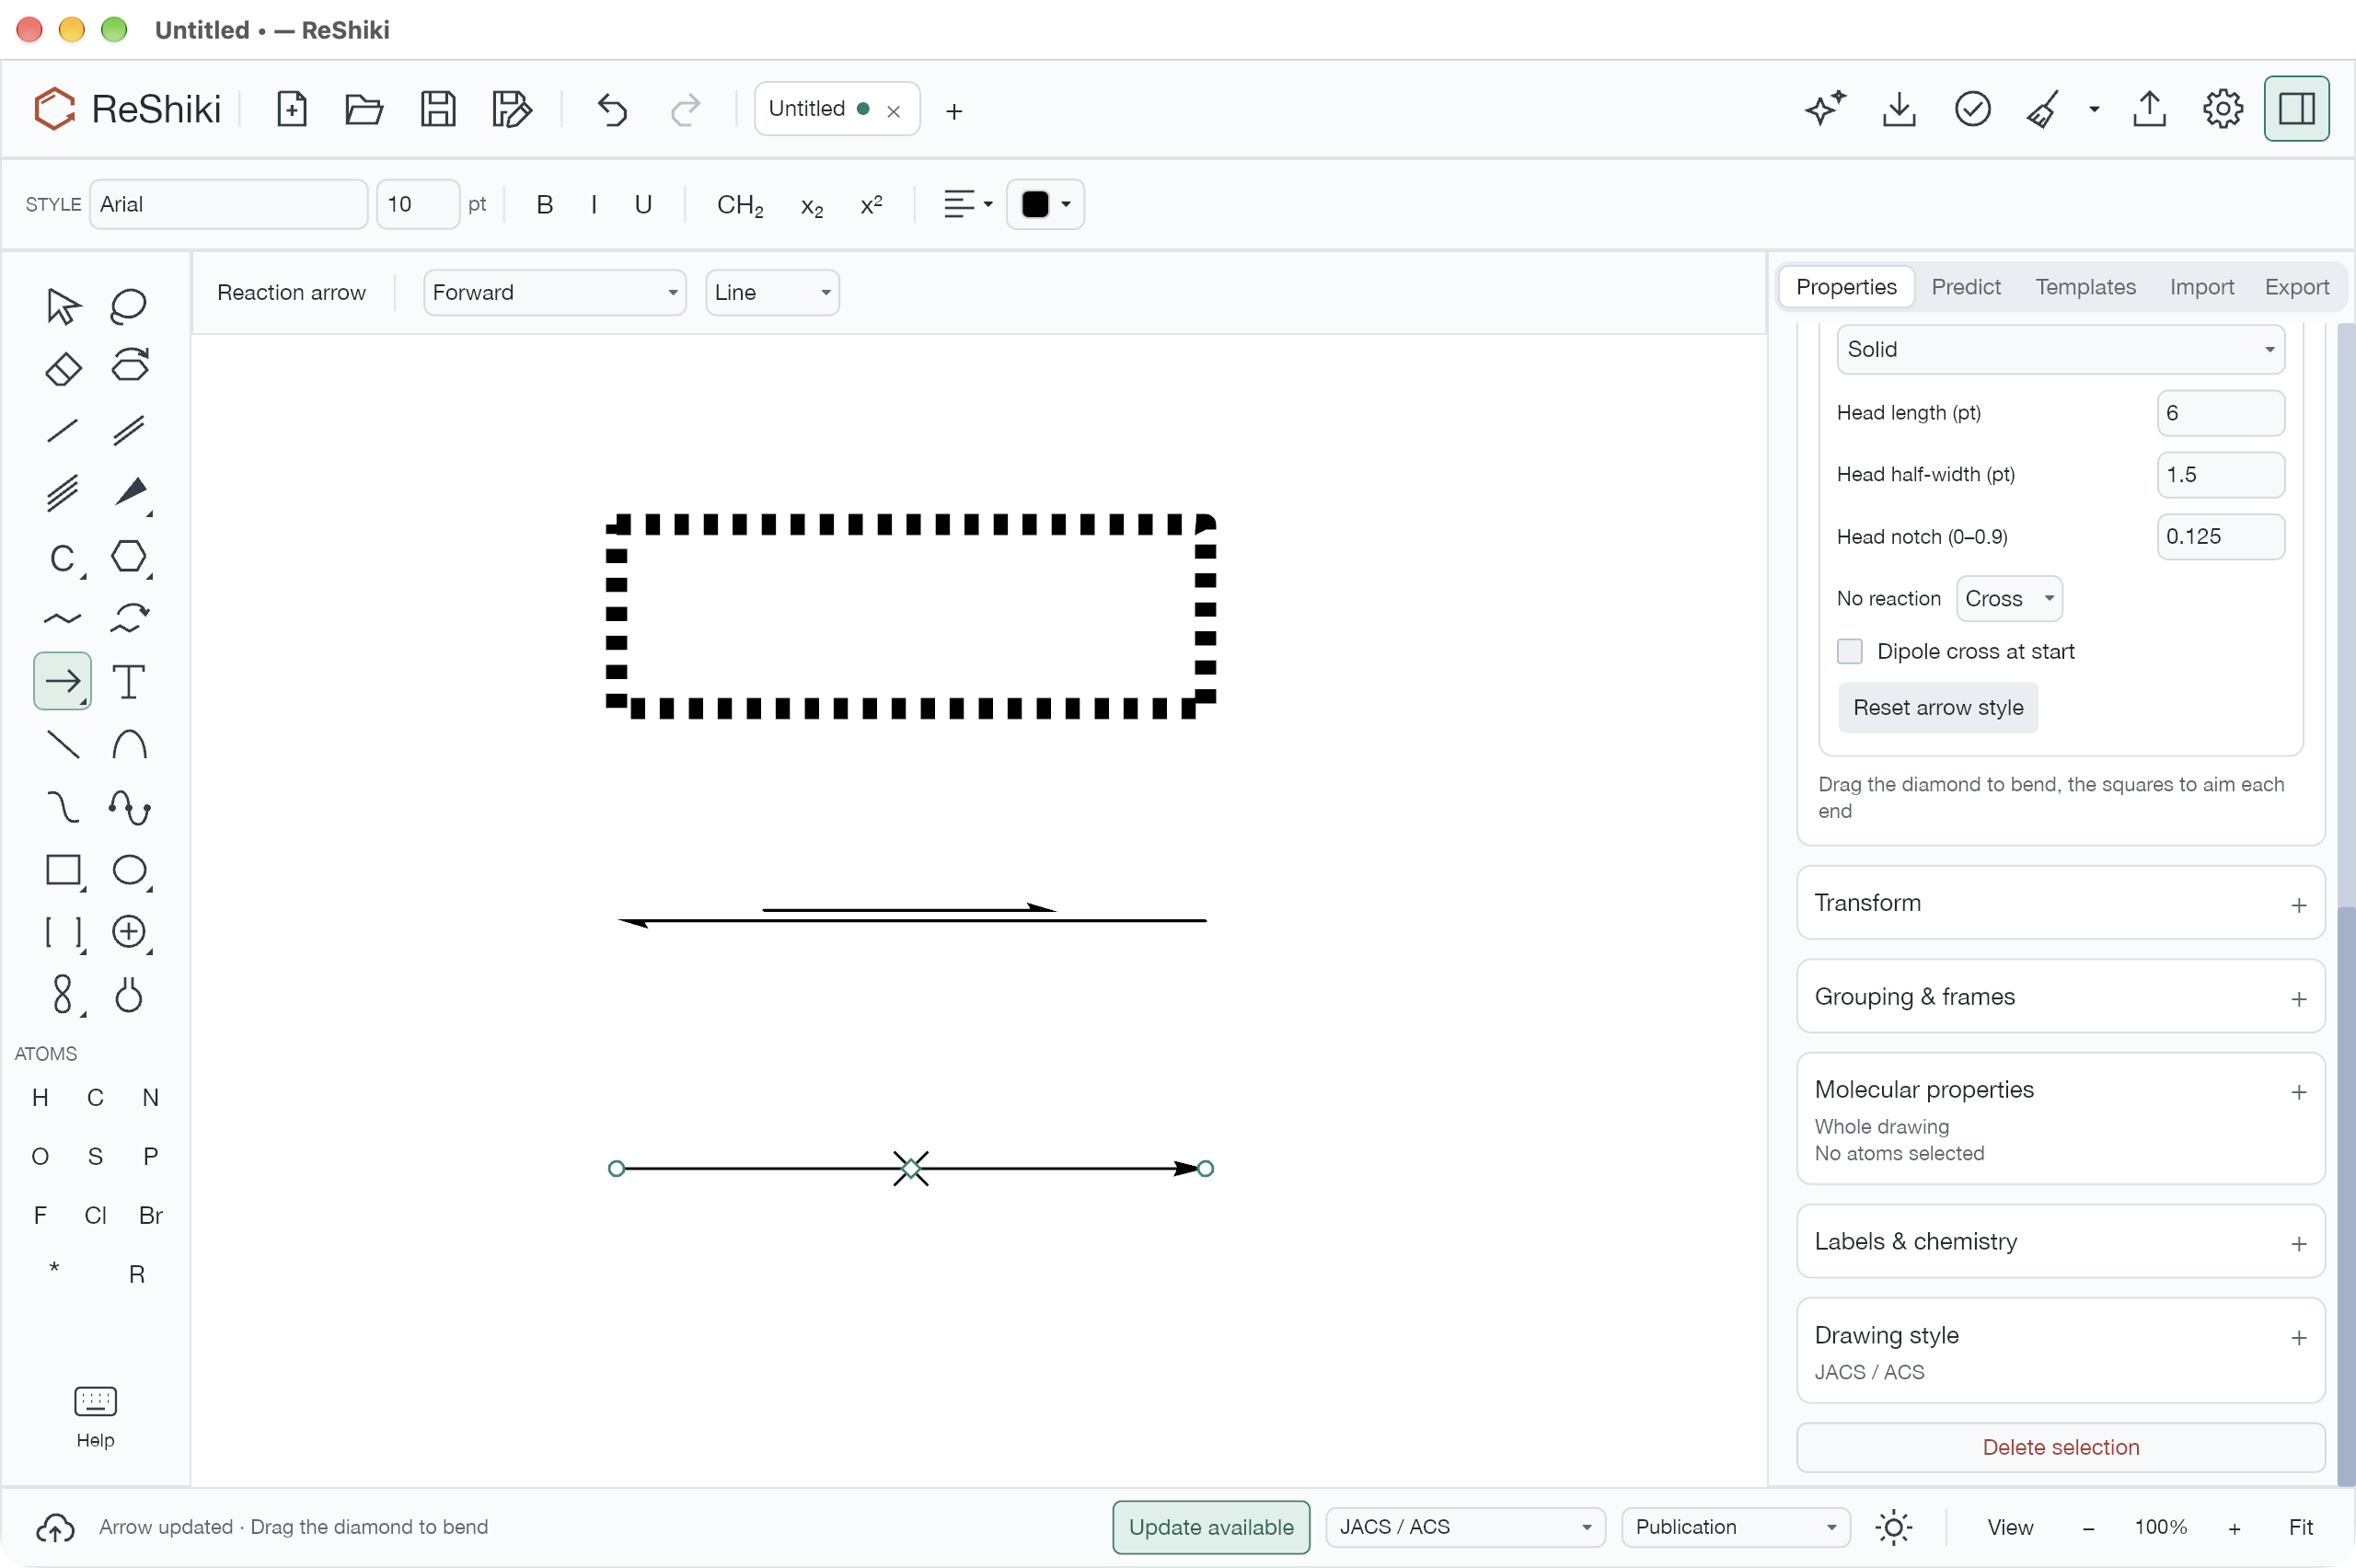 Untitled • — ReShiki
ReShiki
Untitled
STYLE Arial 10 pt B I U CH₂ x₂ x²
Reaction arrow Forward Line
Properties Predict Templates Import Export
Solid
Head length (pt) 6
Head half-width (pt) 1.5
Head notch (0–0.9) 0.125
No reaction Cross
Dipole cross at start
Reset arrow style
Drag the diamond to bend, the squares to aim each
end
Transform +
Grouping & frames +
Molecular properties +
Whole drawing
No atoms selected
Labels & chemistry +
Drawing style +
JACS / ACS
Delete selection
C
T
[ ]
ATOMS
H C N
O S P
F Cl Br
* R
Help
Arrow updated · Drag the diamond to bend
Update available JACS / ACS Publication View – 100% + Fit